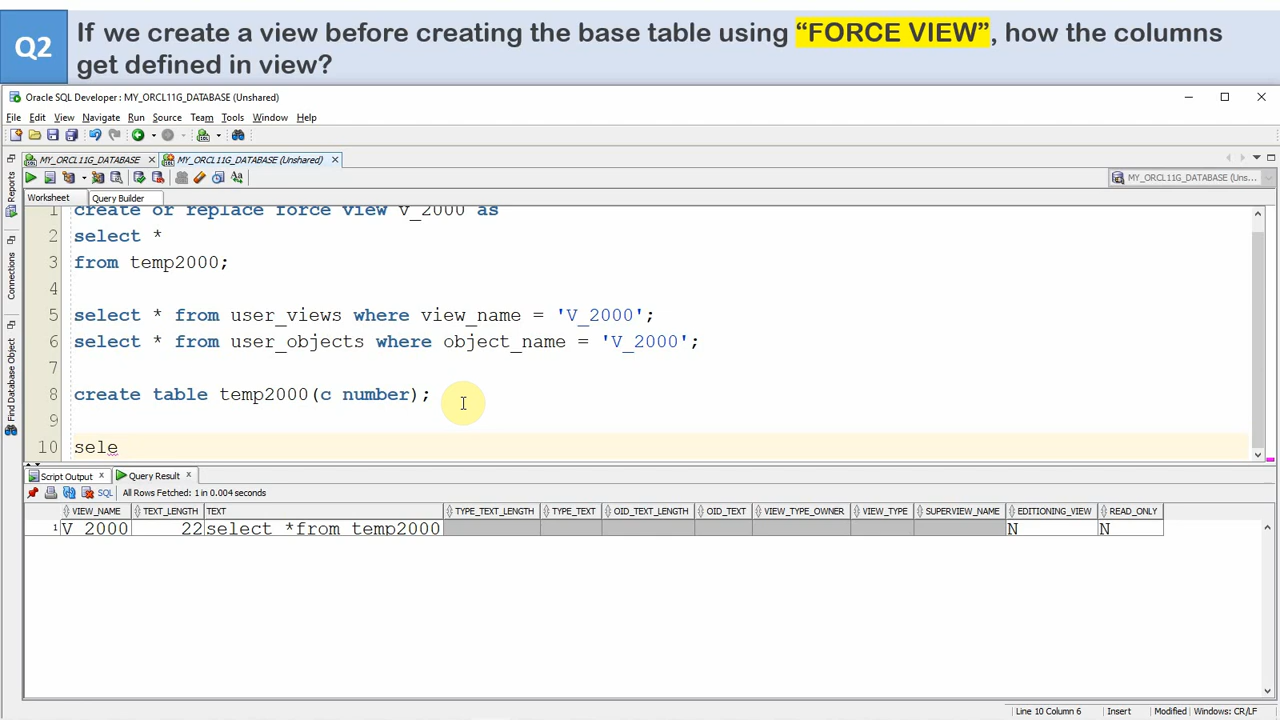 Q2
If we create a view before creating the base table using “FORCE VIEW”, how the columns
get defined in view?
Oracle SQL Developer : MY_ORCL11G_DATABASE (Unshared)
File Edit View Navigate Run Source Team Tools Window Help
MY_ORCL11G_DATABASE MY_ORCL11G_DATABASE (Unshared)
MY_ORCL11G_DATABASE (Uns...
Worksheet Query Builder
Reports
Connections
Find Database Object
1 create or replace force view v_2000 as
2 select *
3 from temp2000;
4
5 select * from user_views where view_name = 'V_2000';
6 select * from user_objects where object_name = 'V_2000';
7
8 create table temp2000(c number);
9
10 sele
Script Output Query Result
SQL All Rows Fetched: 1 in 0.004 seconds
VIEW_NAME TEXT_LENGTH TEXT TYPE_TEXT_LENGTH TYPE_TEXT OID_TEXT_LENGTH OID_TEXT VIEW_TYPE_OWNER VIEW_TYPE SUPERVIEW_NAME EDITIONING_VIEW READ_ONLY
1 V_2000 22 select *from temp2000 N N
Line 10 Column 6 Insert Modified Windows: CR/LF